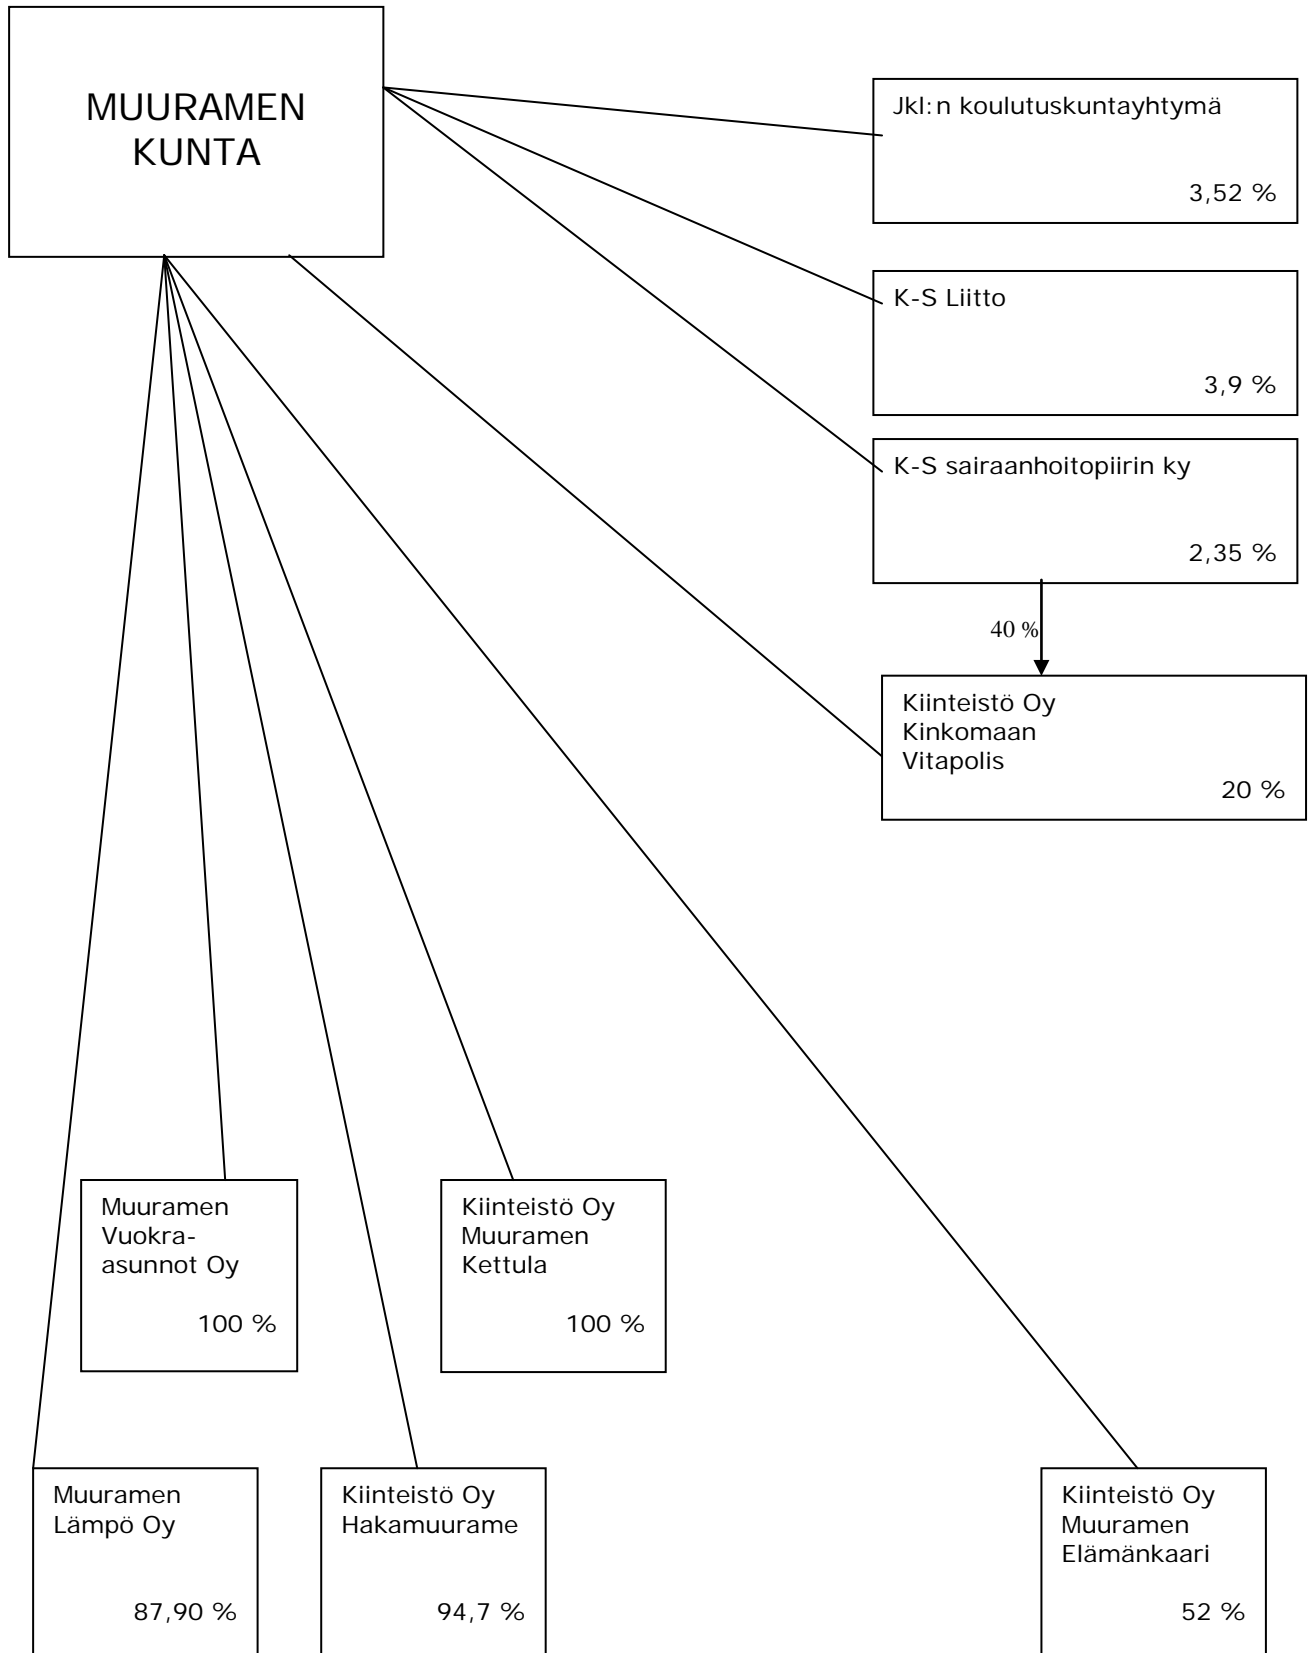 MUURAMEN
KUNTA
Jkl:n koulutuskuntayhtymä
3,52 %
K-S Liitto
3,9 %
K-S sairaanhoitopiirin ky
2,35 %
40 %
Kiinteistö Oy
Kinkomaan
Vitapolis
20 %
Muuramen
Vuokra-
asunnot Oy
100 %
Kiinteistö Oy
Muuramen
Kettula
100 %
Muuramen
Lämpö Oy
87,90 %
Kiinteistö Oy
Hakamuurame
94,7 %
Kiinteistö Oy
Muuramen
Elämänkaari
52 %